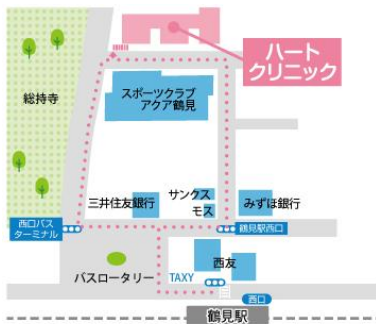 ハート
クリニック
総持寺
スポーツクラブ
アクア鶴見
三井住友銀行
サンクス
モス
みずほ銀行
西口バス
ターミナル
鶴見駅西口
バスロータリー
TAXY
西友
西口
鶴見駅